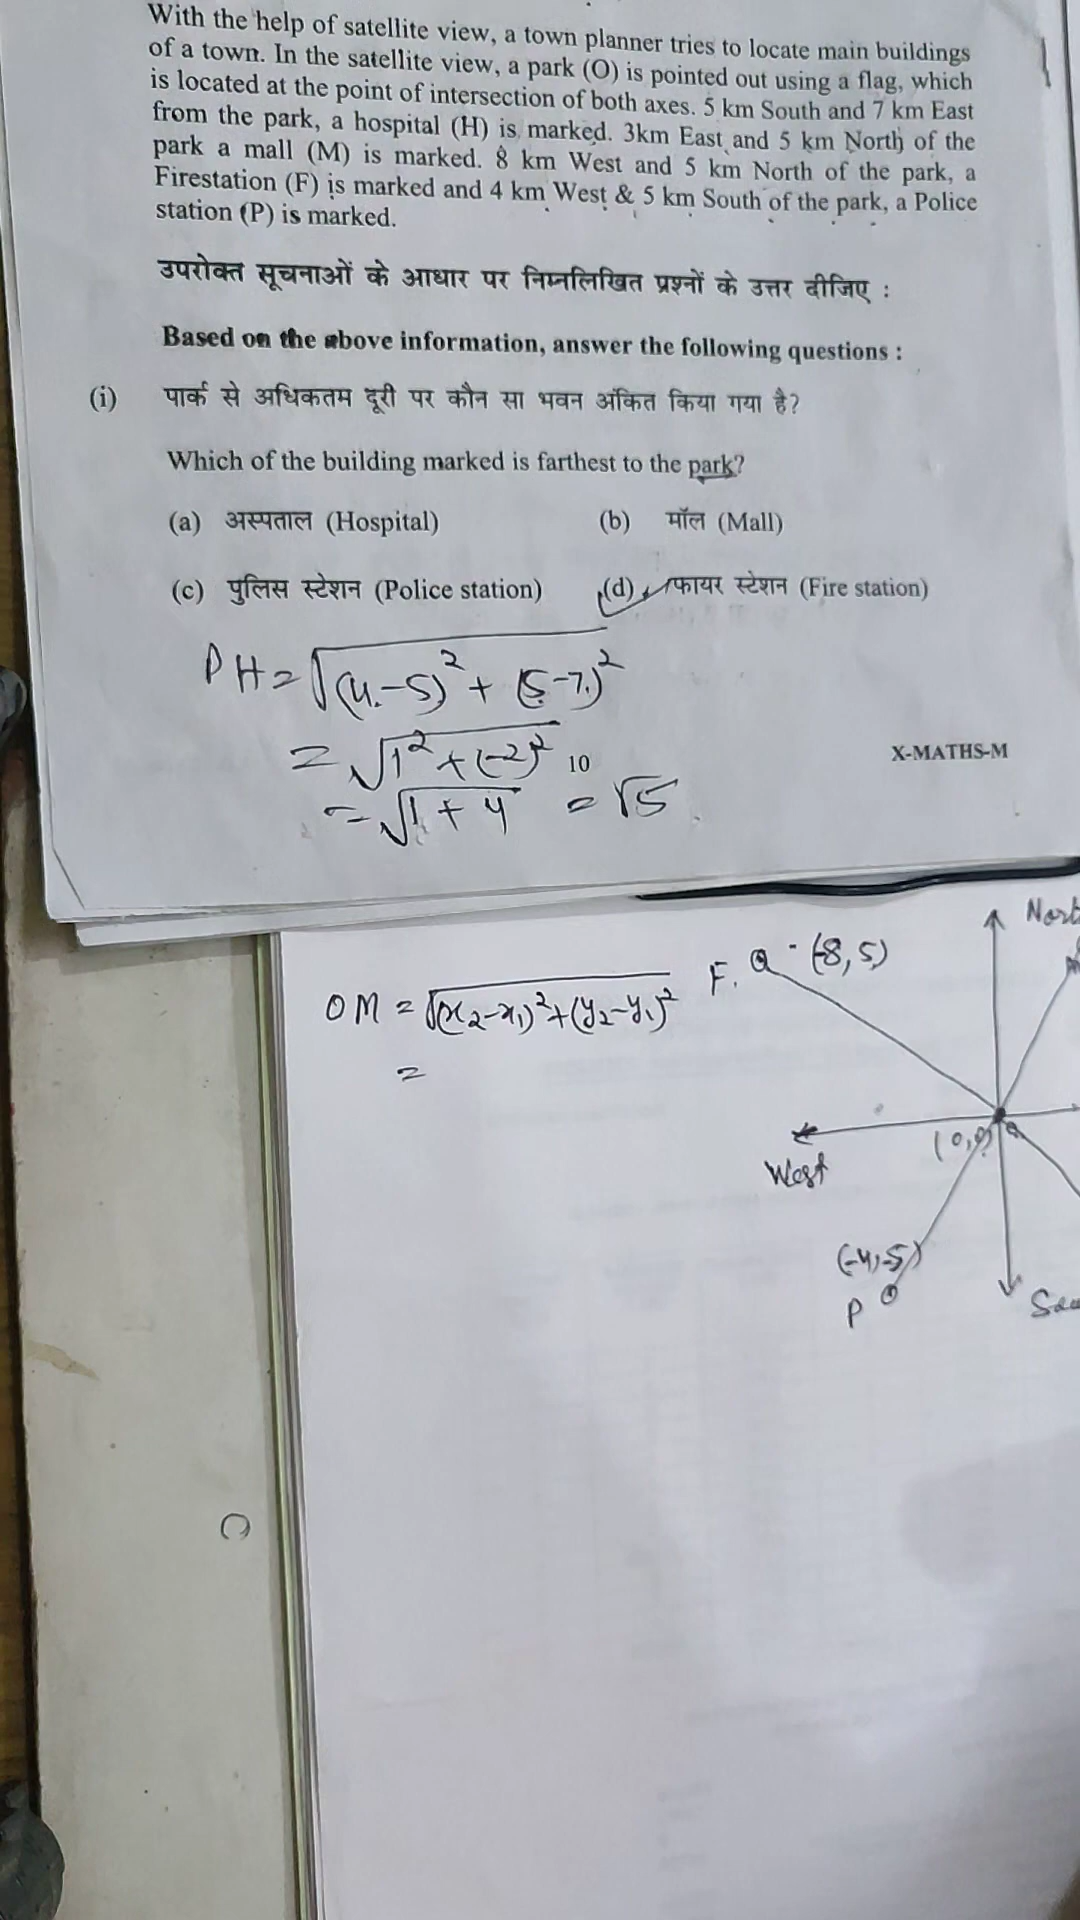 With the help of satellite view, a town planner tries to locate main buildings
of a town. In the satellite view, a park (O) is pointed out using a flag, which
is located at the point of intersection of both axes. 5 km South and 7 km East
from the park, a hospital (H) is marked. 3km East and 5 km North of the
park a mall (M) is marked. 8 km West and 5 km North of the park, a
Firestation (F) is marked and 4 km West & 5 km South of the park, a Police
station (P) is marked.
उपरोक्त सूचनाओं के आधार पर निम्नलिखित प्रश्नों के उत्तर दीजिए :
Based on the above information, answer the following questions :
(i) पार्क से अधिकतम दूरी पर कौन सा भवन अंकित किया गया है?
Which of the building marked is farthest to the park?
(a) अस्पताल (Hospital) (b) मॉल (Mall)
(c) पुलिस स्टेशन (Police station) (d) फायर स्टेशन (Fire station)
PH = √(4-5)² + (5-7)²
= √1² + (-2)²
10 X-MATHS-M
= √1 + 4 = √5
F. (-8, 5)
OM = √(x₂-x₁)²+(y₂-y₁)²
=
(0,0)
West
(-4,-5)
P